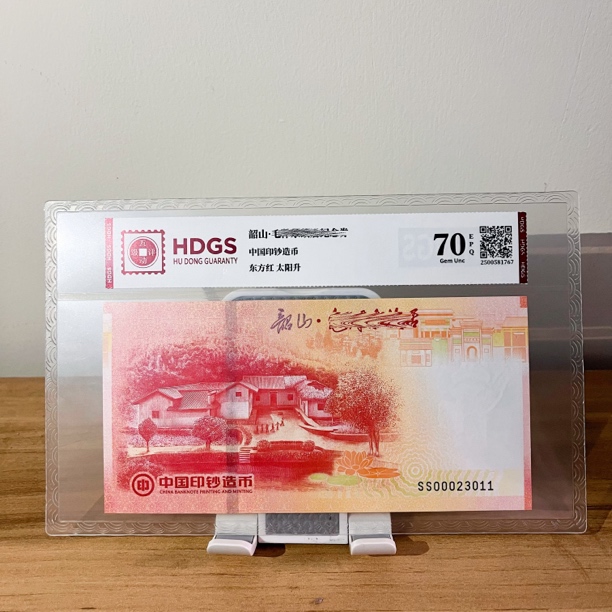 韶山·毛
中国印钞造币
东方红 太阳升
HDGS
HU DONG GUARANTY
70
EPQ
Gem Unc
2500581767
韶山·
中国印钞造币
CHINA BANKNOTE PRINTING AND MINTING
SS00023011